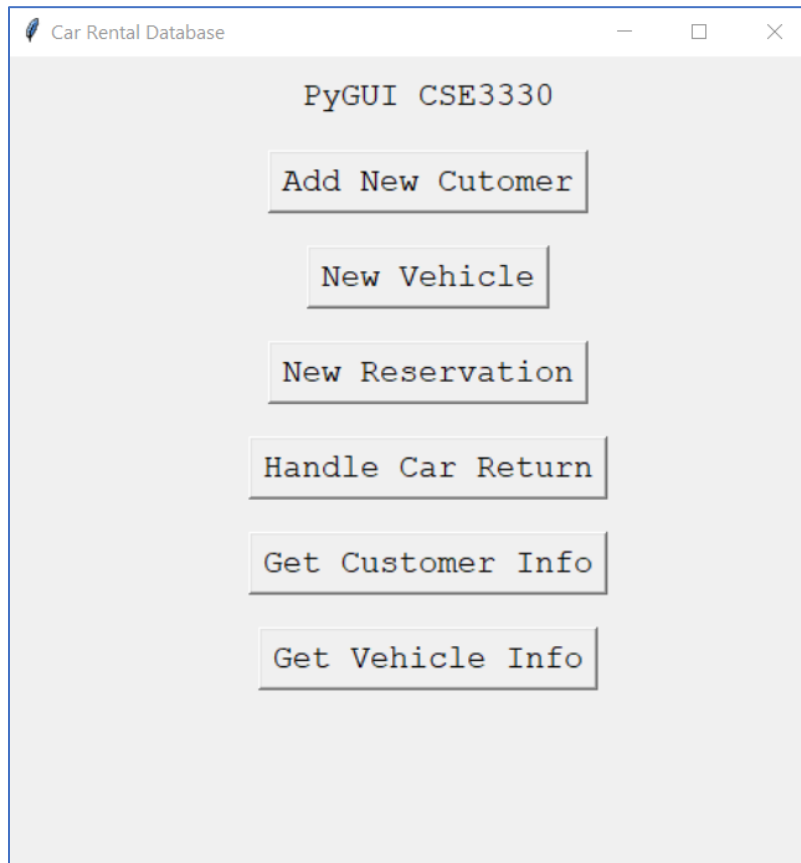 Car Rental Database
PyGUI CSE3330
Add New Cutomer
New Vehicle
New Reservation
Handle Car Return
Get Customer Info
Get Vehicle Info